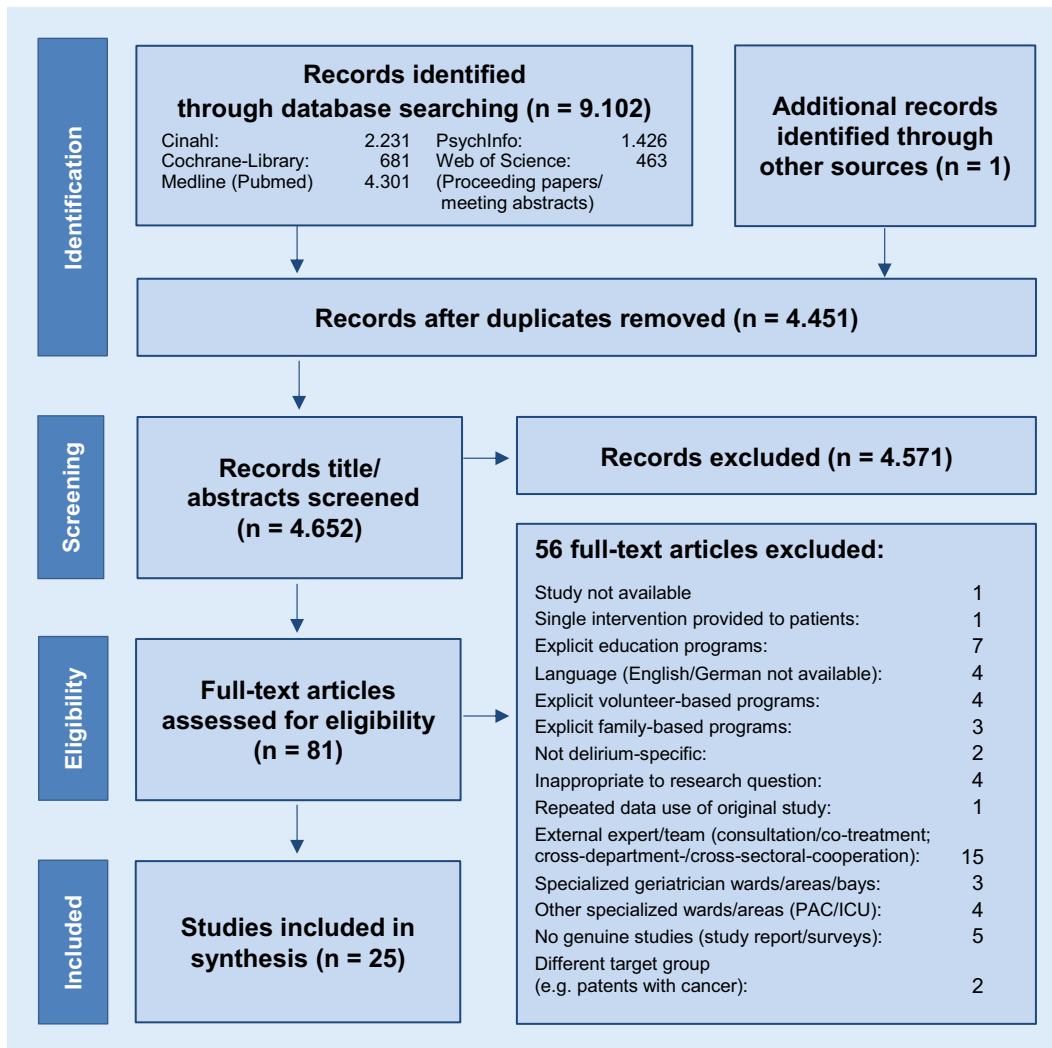 Identification
Records identified
through database searching (n = 9.102)
Cinahl: 2.231
Cochrane-Library: 681
Medline (Pubmed) 4.301
PsychInfo: 1.426
Web of Science: 463
(Proceeding papers/
meeting abstracts)
Additional records
identified through
other sources (n = 1)
Records after duplicates removed (n = 4.451)
Screening
Records title/
abstracts screened
(n = 4.652)
Records excluded (n = 4.571)
Eligibility
Full-text articles
assessed for eligibility
(n = 81)
56 full-text articles excluded:
Study not available 1
Single intervention provided to patients: 1
Explicit education programs: 7
Language (English/German not available): 4
Explicit volunteer-based programs: 4
Explicit family-based programs: 3
Not delirium-specific: 2
Inappropriate to research question: 4
Repeated data use of original study: 1
External expert/team (consultation/co-treatment;
cross-department-/cross-sectoral-cooperation): 15
Specialized geriatrician wards/areas/bays: 3
Other specialized wards/areas (PAC/ICU): 4
No genuine studies (study report/surveys): 5
Different target group
(e.g. patents with cancer): 2
Included
Studies included in
synthesis (n = 25)